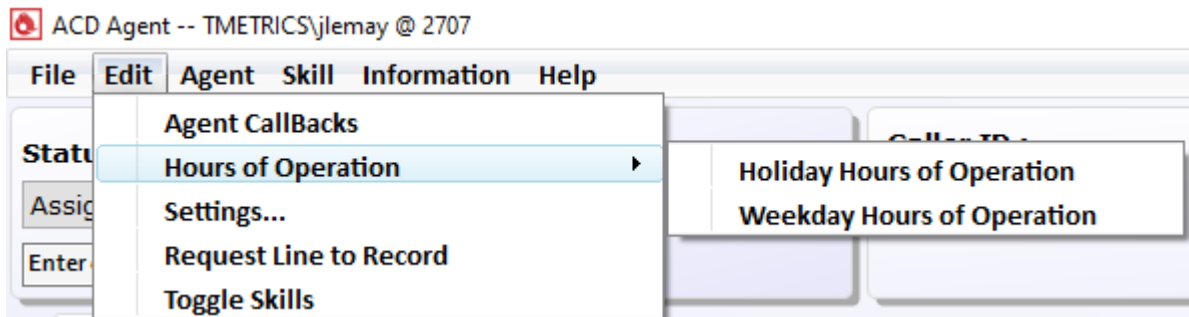 ACD Agent -- TMETRICS\jlemay @ 2707
File Edit Agent Skill Information Help
Agent CallBacks
Hours of Operation
Holiday Hours of Operation
Weekday Hours of Operation
Settings...
Request Line to Record
Toggle Skills
Enter